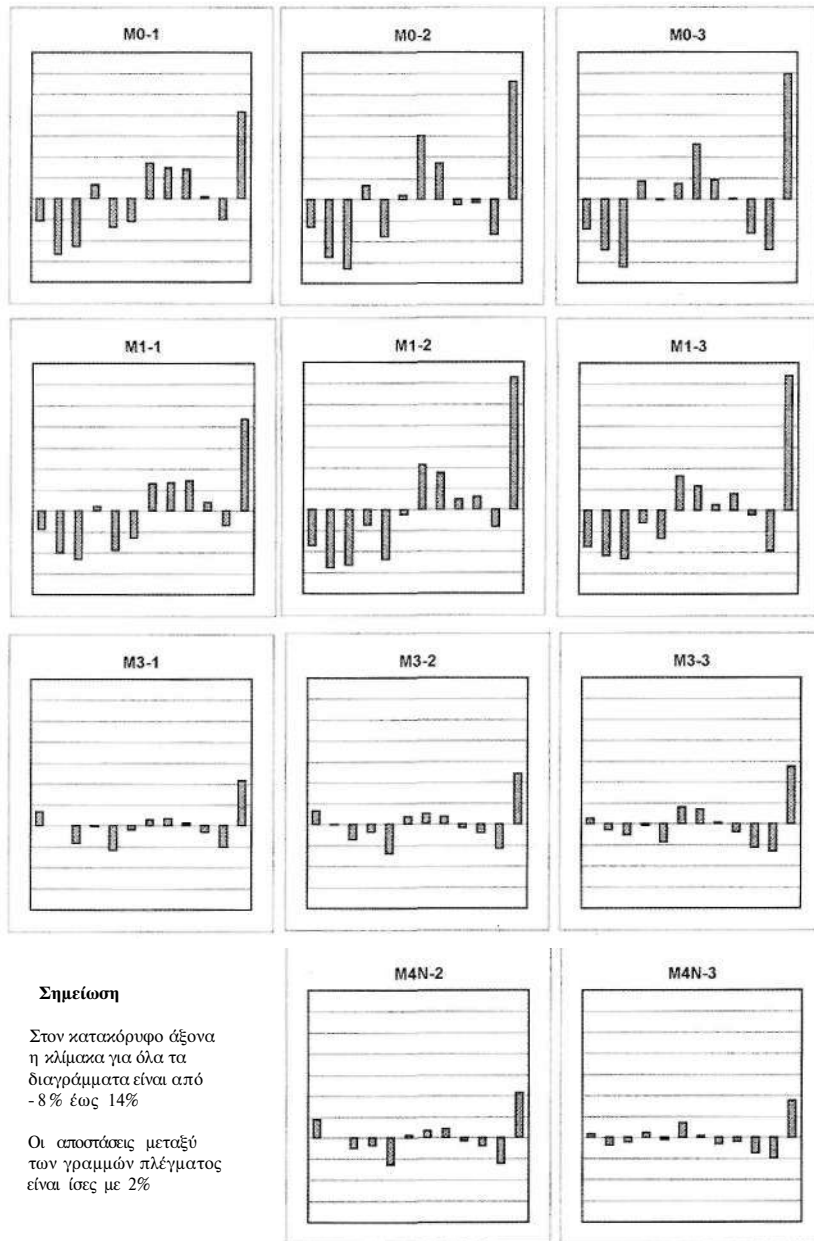 M0-1
M0-2
M0-3
M1-1
M1-2
M1-3
M3-1
M3-2
M3-3
M4N-2
M4N-3
Σημείωση
Στον κατακόρυφο άξονα
η κλίμακα για όλα τα
διαγράμματα είναι από
-8% έως 14%
Οι αποστάσεις μεταξύ
των γραμμών πλέγματος
είναι ίσες με 2%